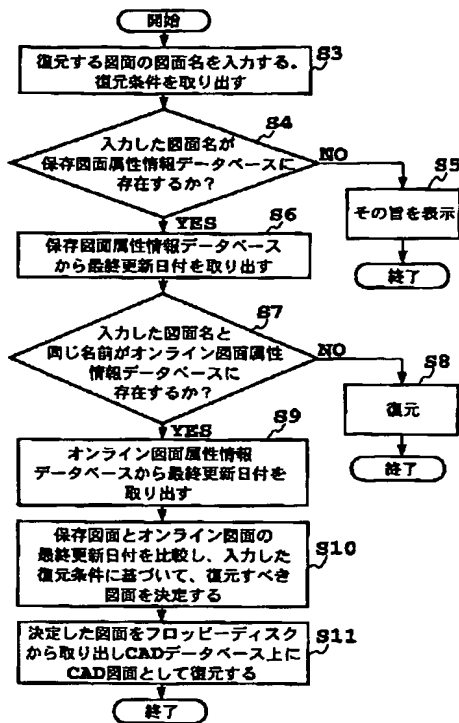 開始
S3
復元する図面の図面名を入力する。
復元条件を取り出す
S4
入力した図面名が
保存図面属性情報データベースに
存在するか?
NO
S5
その旨を表示
終了
YES
S6
保存図面属性情報データベース
から最終更新日付を取り出す
S7
入力した図面名と
同じ名前がオンライン図面属性
情報データベースに
存在するか?
NO
S8
復元
終了
YES
S9
オンライン図面属性情報
データベースから最終更新日付を
取り出す
S10
保存図面とオンライン図面の
最終更新日付を比較し、入力した
復元条件に基づいて、復元すべき
図面を決定する
S11
決定した図面をフロッピーディスク
から取り出しCADデータベース上に
CAD図面として復元する
終了